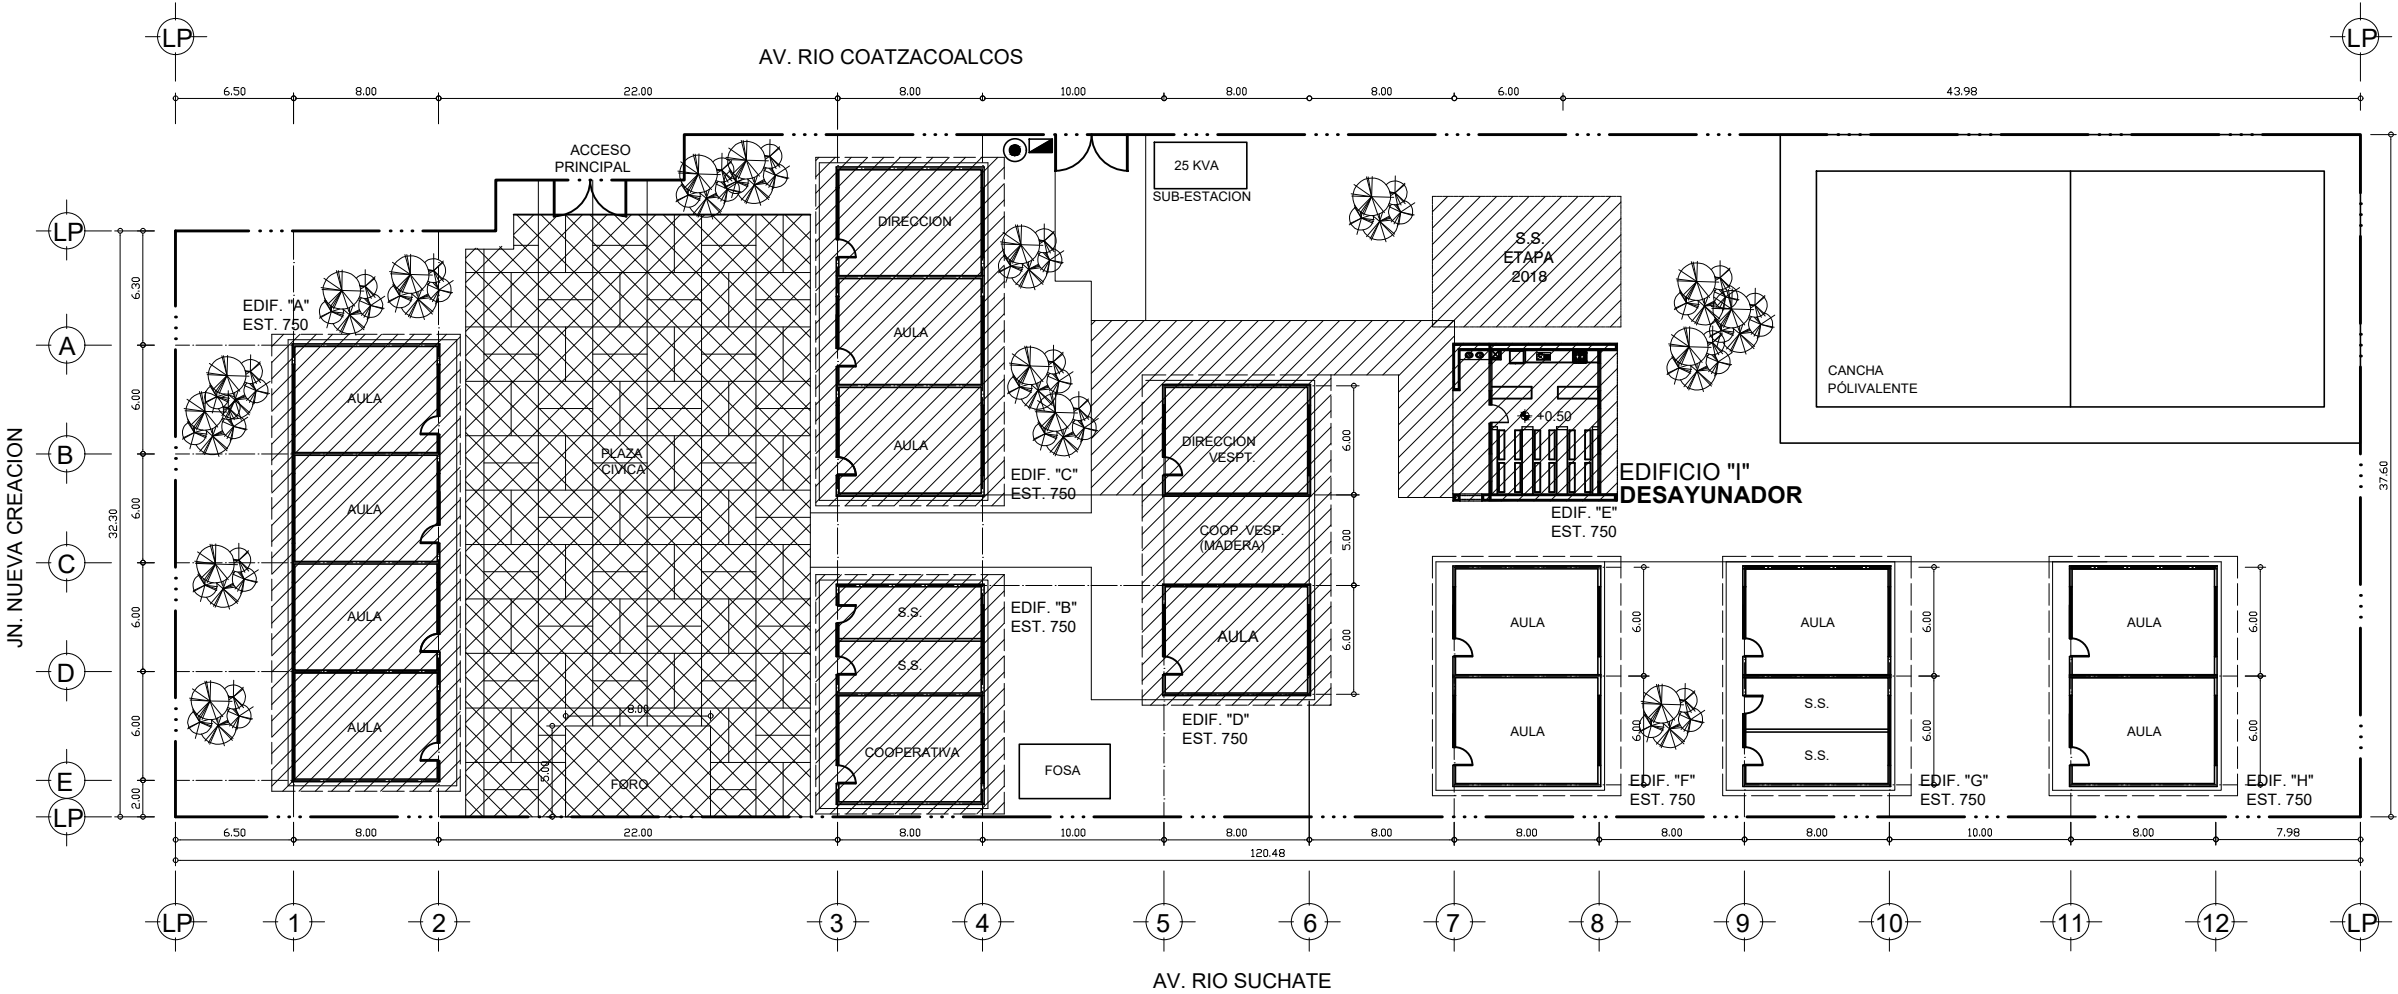 LP
LP
AV. RIO COATZACOALCOS
6.50
8.00
22.00
8.00
10.00
8.00
8.00
6.00
43.98
ACCESO
PRINCIPAL
25 KVA
SUB-ESTACION
DIRECCION
AULA
AULA
S.S.
ETAPA
2018
CANCHA
PÓLIVALENTE
EDIF. "A"
EST. 750
AULA
AULA
AULA
AULA
PLAZA
CIVICA
8.00
5.00
FORO
EDIF. "C"
EST. 750
DIRECCION
VESPT.
COOP. VESP.
(MADERA)
AULA
6.00
5.00
6.00
+0.50
EDIFICIO "I"
DESAYUNADOR
EDIF. "E"
EST. 750
EDIF. "B"
EST. 750
S.S.
S.S.
COOPERATIVA
EDIF. "D"
EST. 750
FOSA
AULA
AULA
6.00
6.00
EDIF. "F"
EST. 750
AULA
S.S.
S.S.
6.00
6.00
EDIF. "G"
EST. 750
AULA
AULA
6.00
6.00
EDIF. "H"
EST. 750
LP
A
B
C
D
E
LP
6.30
6.00
6.00
6.00
6.00
2.00
32.30
JN. NUEVA CREACION
37.60
6.50
8.00
22.00
8.00
10.00
8.00
8.00
8.00
8.00
8.00
10.00
8.00
7.98
120.48
LP
1
2
3
4
5
6
7
8
9
10
11
12
LP
AV. RIO SUCHATE